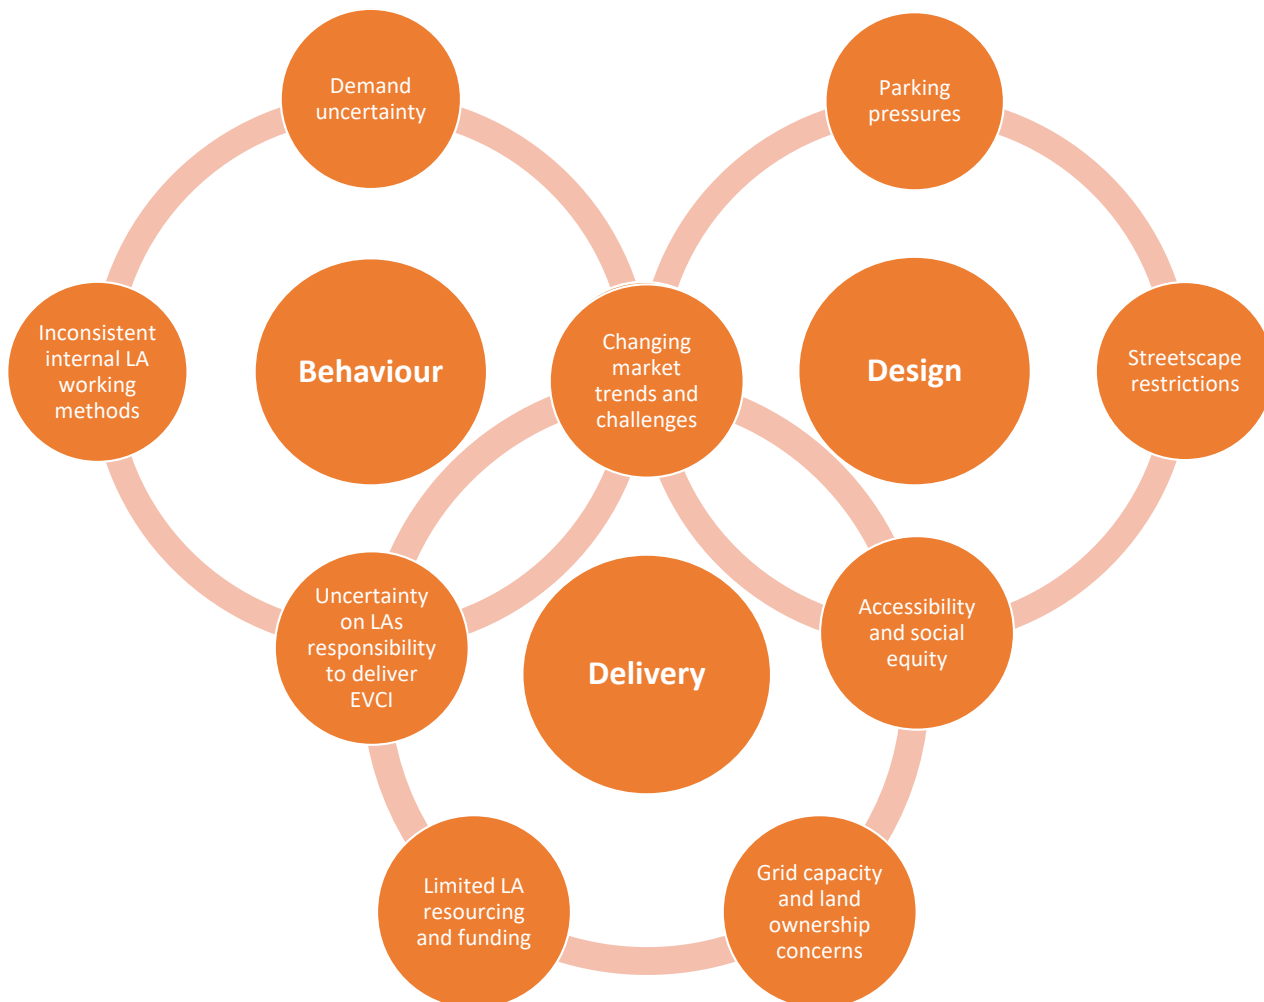 Demand
uncertainty
Parking
pressures
Inconsistent
internal LA
working
methods
Behaviour
Changing
market
trends and
challenges
Design
Streetscape
restrictions
Uncertainty
on LAs
responsibility
to deliver
EVCI
Delivery
Accessibility
and social
equity
Limited LA
resourcing
and funding
Grid capacity
and land
ownership
concerns